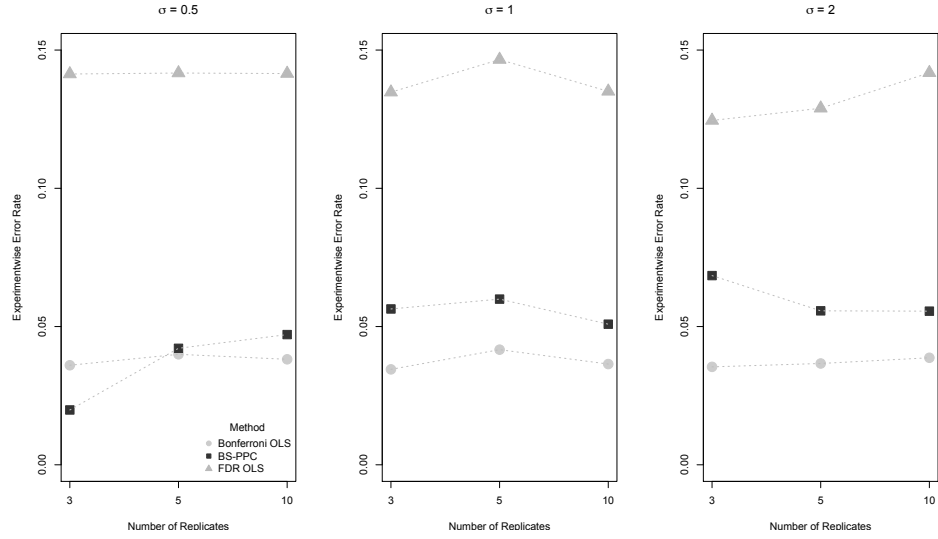 σ = 0.5
Experimentwise Error Rate
0.15
0.10
0.05
0.00
Method
Bonferroni OLS
BS-PPC
FDR OLS
3 5 10
Number of Replicates
σ = 1
Experimentwise Error Rate
0.15
0.10
0.05
0.00
3 5 10
Number of Replicates
σ = 2
Experimentwise Error Rate
0.15
0.10
0.05
0.00
3 5 10
Number of Replicates